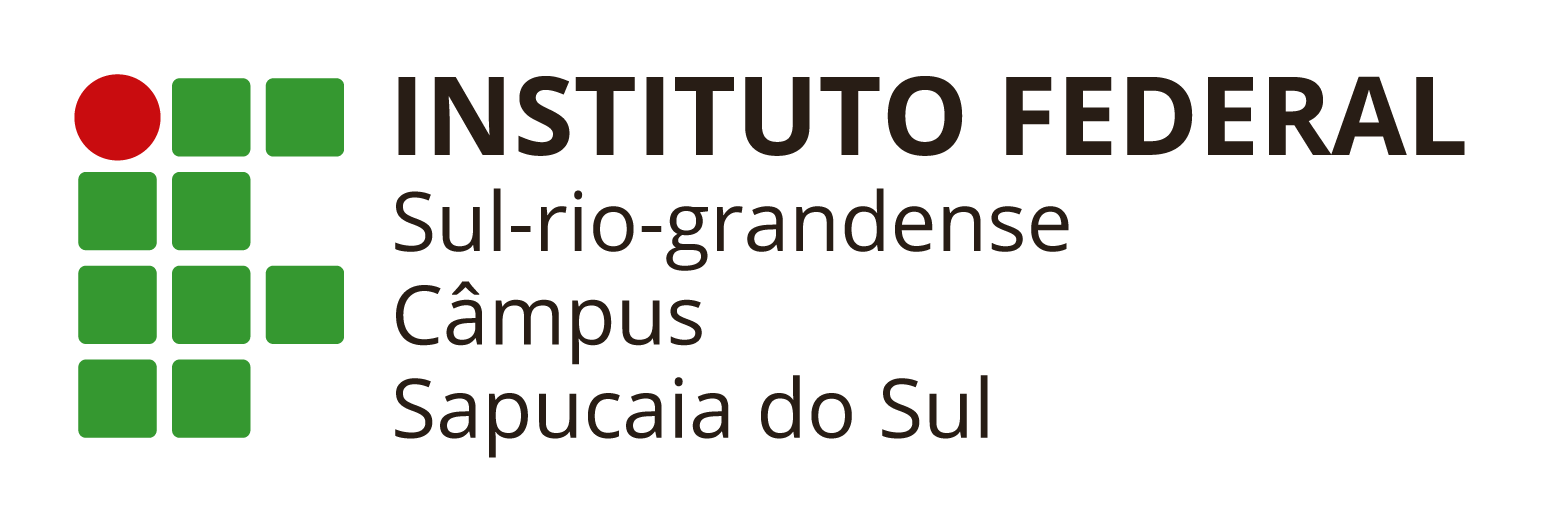 INSTITUTO FEDERAL
Sul-rio-grandense
Câmpus
Sapucaia do Sul